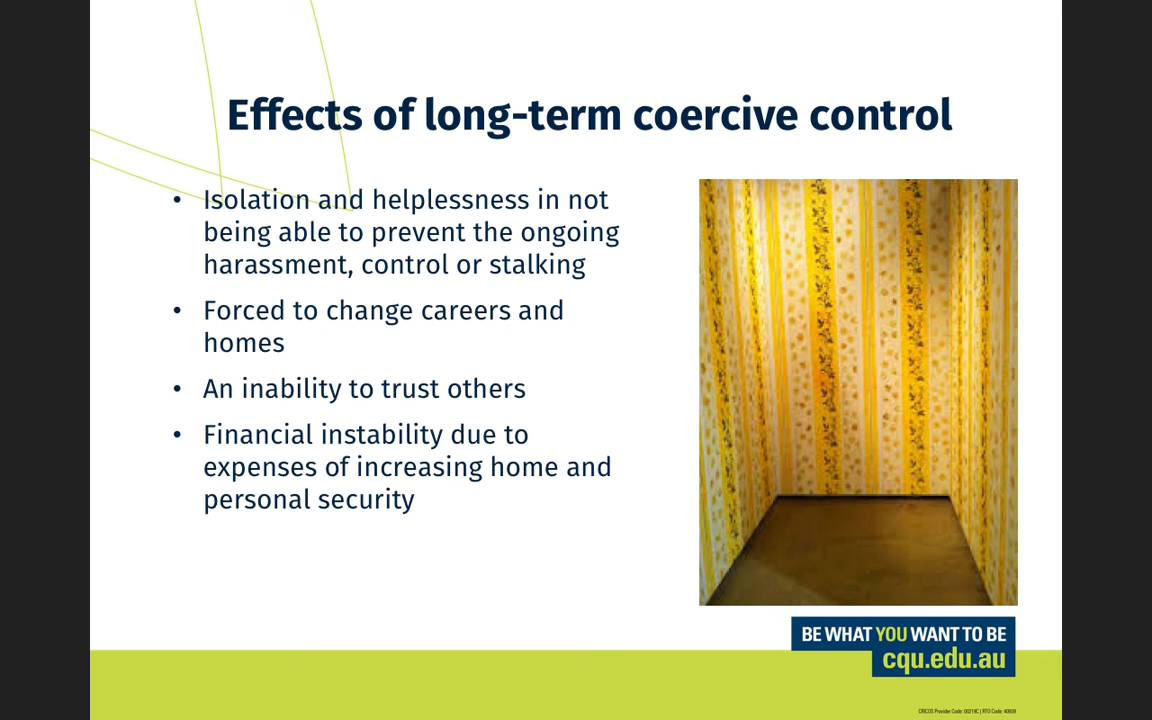 Effects of long-term coercive control
• Isolation and helplessness in not
being able to prevent the ongoing
harassment, control or stalking
• Forced to change careers and
homes
• An inability to trust others
• Financial instability due to
expenses of increasing home and
personal security
BE WHAT YOU WANT TO BE
cqu.edu.au
CRICOS Provider Code: 00219C | RTO Code: 40939